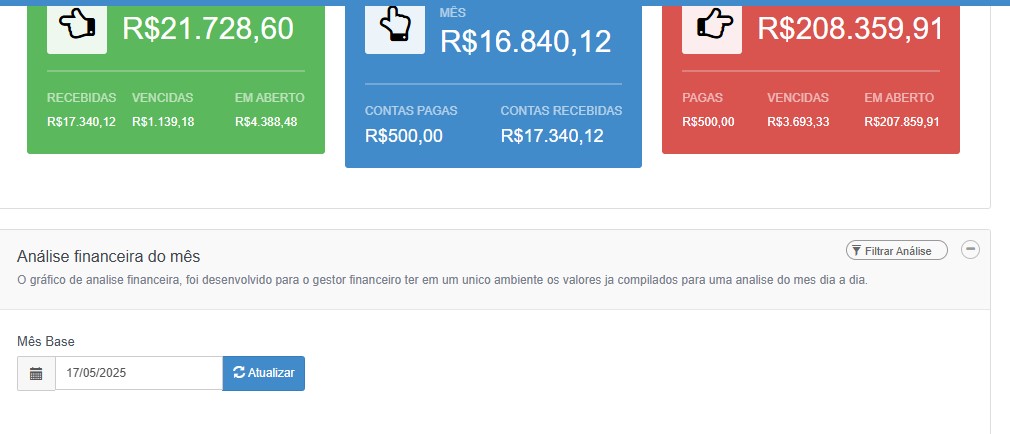 R$21.728,60
RECEBIDAS VENCIDAS EM ABERTO
R$17.340,12 R$1.139,18 R$4.388,48
MÊS
R$16.840,12
CONTAS PAGAS CONTAS RECEBIDAS
R$500,00 R$17.340,12
R$208.359,91
PAGAS VENCIDAS EM ABERTO
R$500,00 R$3.693,33 R$207.859,91
Análise financeira do mês
Filtrar Análise
O gráfico de analise financeira, foi desenvolvido para o gestor financeiro ter em um unico ambiente os valores ja compilados para uma analise do mes dia a dia.
Mês Base
17/05/2025 Atualizar